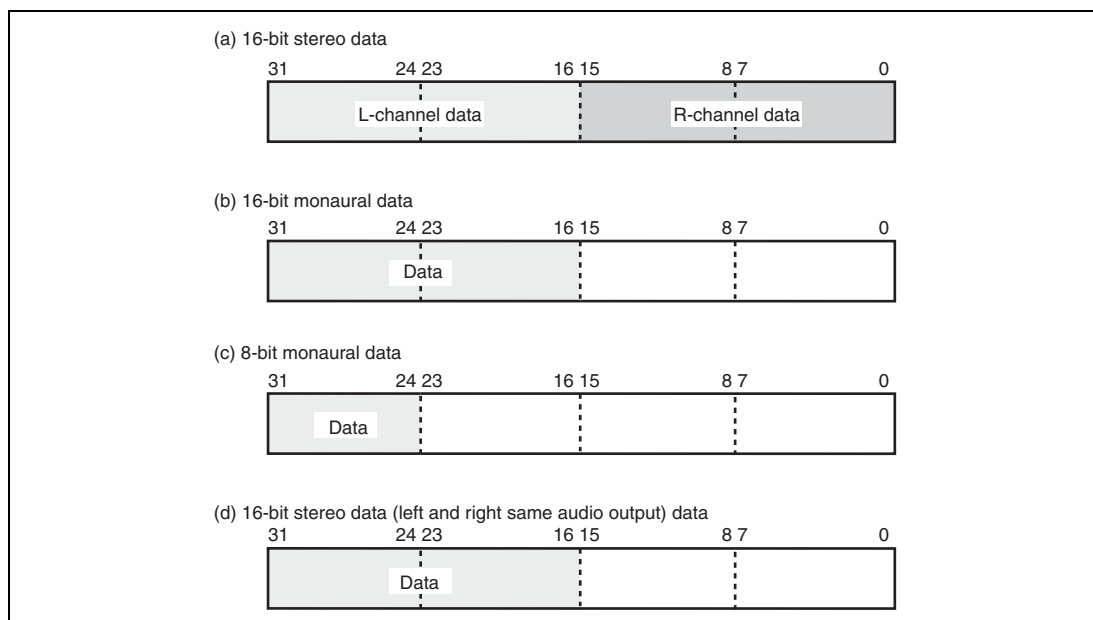 (a) 16-bit stereo data
31 24 23 16 15 8 7 0
L-channel data R-channel data
(b) 16-bit monaural data
31 24 23 16 15 8 7 0
Data
(c) 8-bit monaural data
31 24 23 16 15 8 7 0
Data
(d) 16-bit stereo data (left and right same audio output) data
31 24 23 16 15 8 7 0
Data